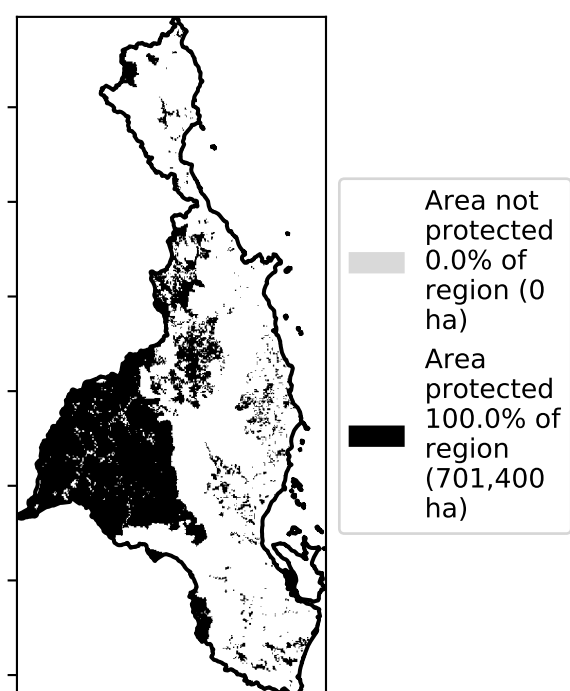 Area not
protected
0.0% of
region (0
ha)
Area
protected
100.0% of
region
(701,400
ha)